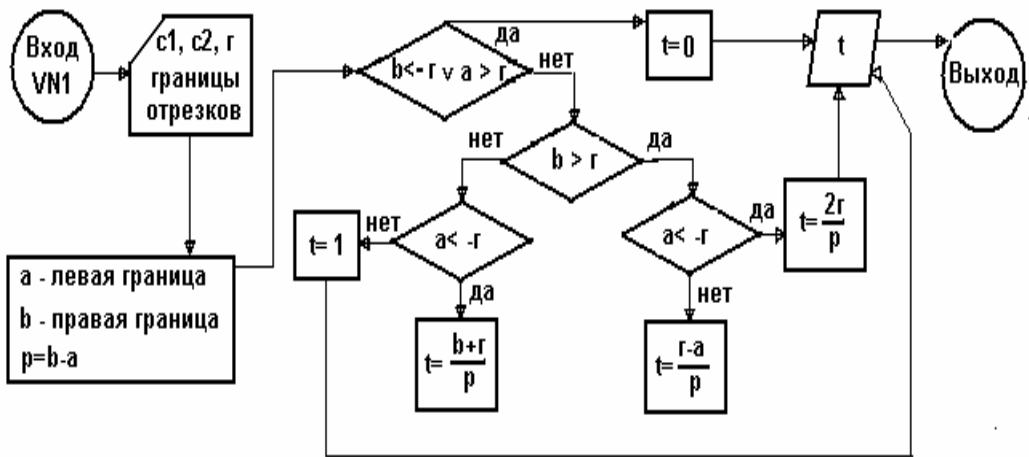 Вход
VN1
c1, c2, r
границы
отрезков
b<-r v a > r
да
нет
t=0
t
Выход
b > r
нет
да
a< -r
нет
да
t= 1
a< -r
да
нет
t= 2r
p
a - левая граница
b - правая граница
p=b-a
t= b+r
p
t= r-a
p